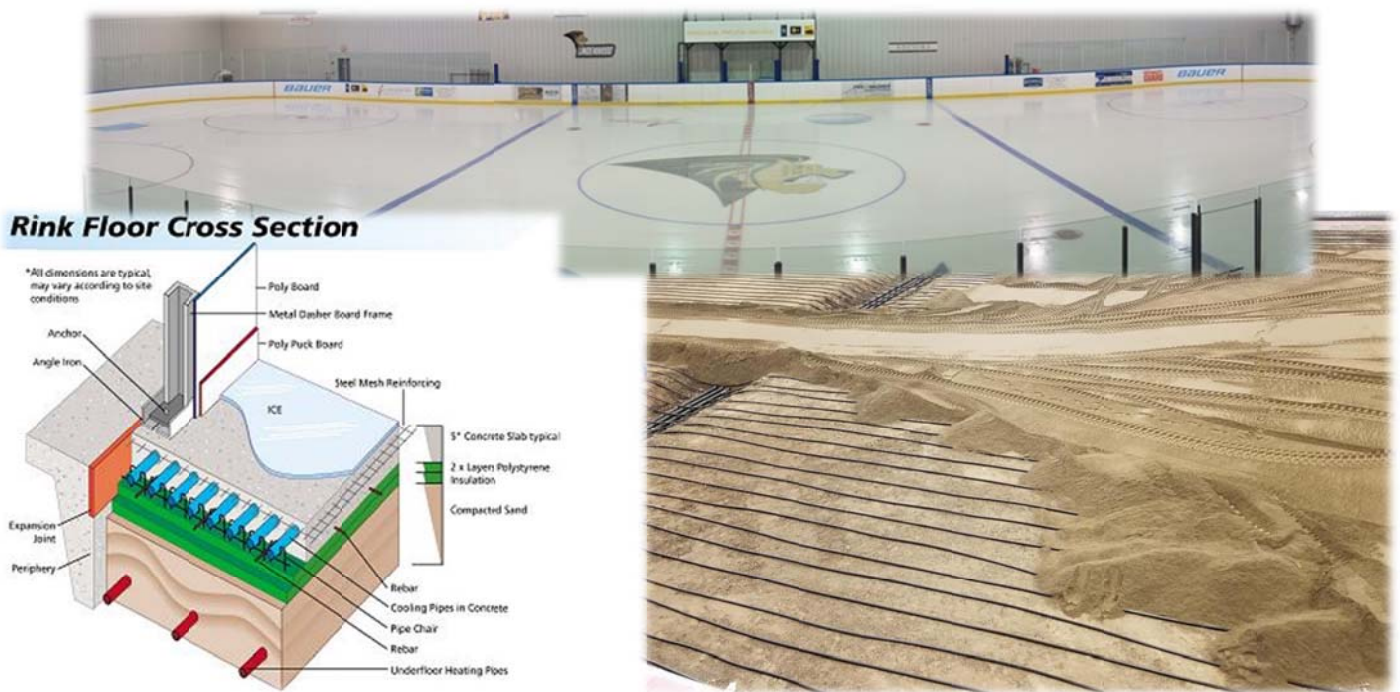 BAUER
BAUER
Rink Floor Cross Section
*All dimensions are typical,
may vary according to site
conditions
Poly Board
Metal Dasher Board Frame
Anchor
Poly Puck Board
Angle Iron
Steel Mesh Reinforcing
ICE
5" Concrete Slab typical
2 x Layers Polystyrene
Insulation
Compacted Sand
Expansion
Joint
Periphery
Rebar
Cooling Pipes in Concrete
Pipe Chair
Rebar
Underfloor Heating Pipes